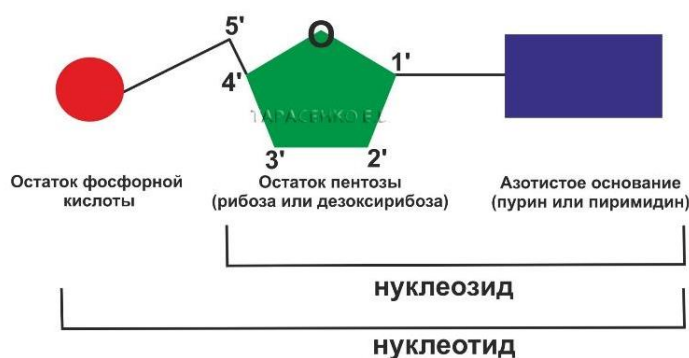 5'
O
4'
1'
ТАРАСЕНКО Е.
3'
2'
Остаток фосфорной
кислоты
Остаток пентозы
(рибоза или дезоксирибоза)
Азотистое основание
(пурин или пиримидин)
нуклеозид
нуклеотид